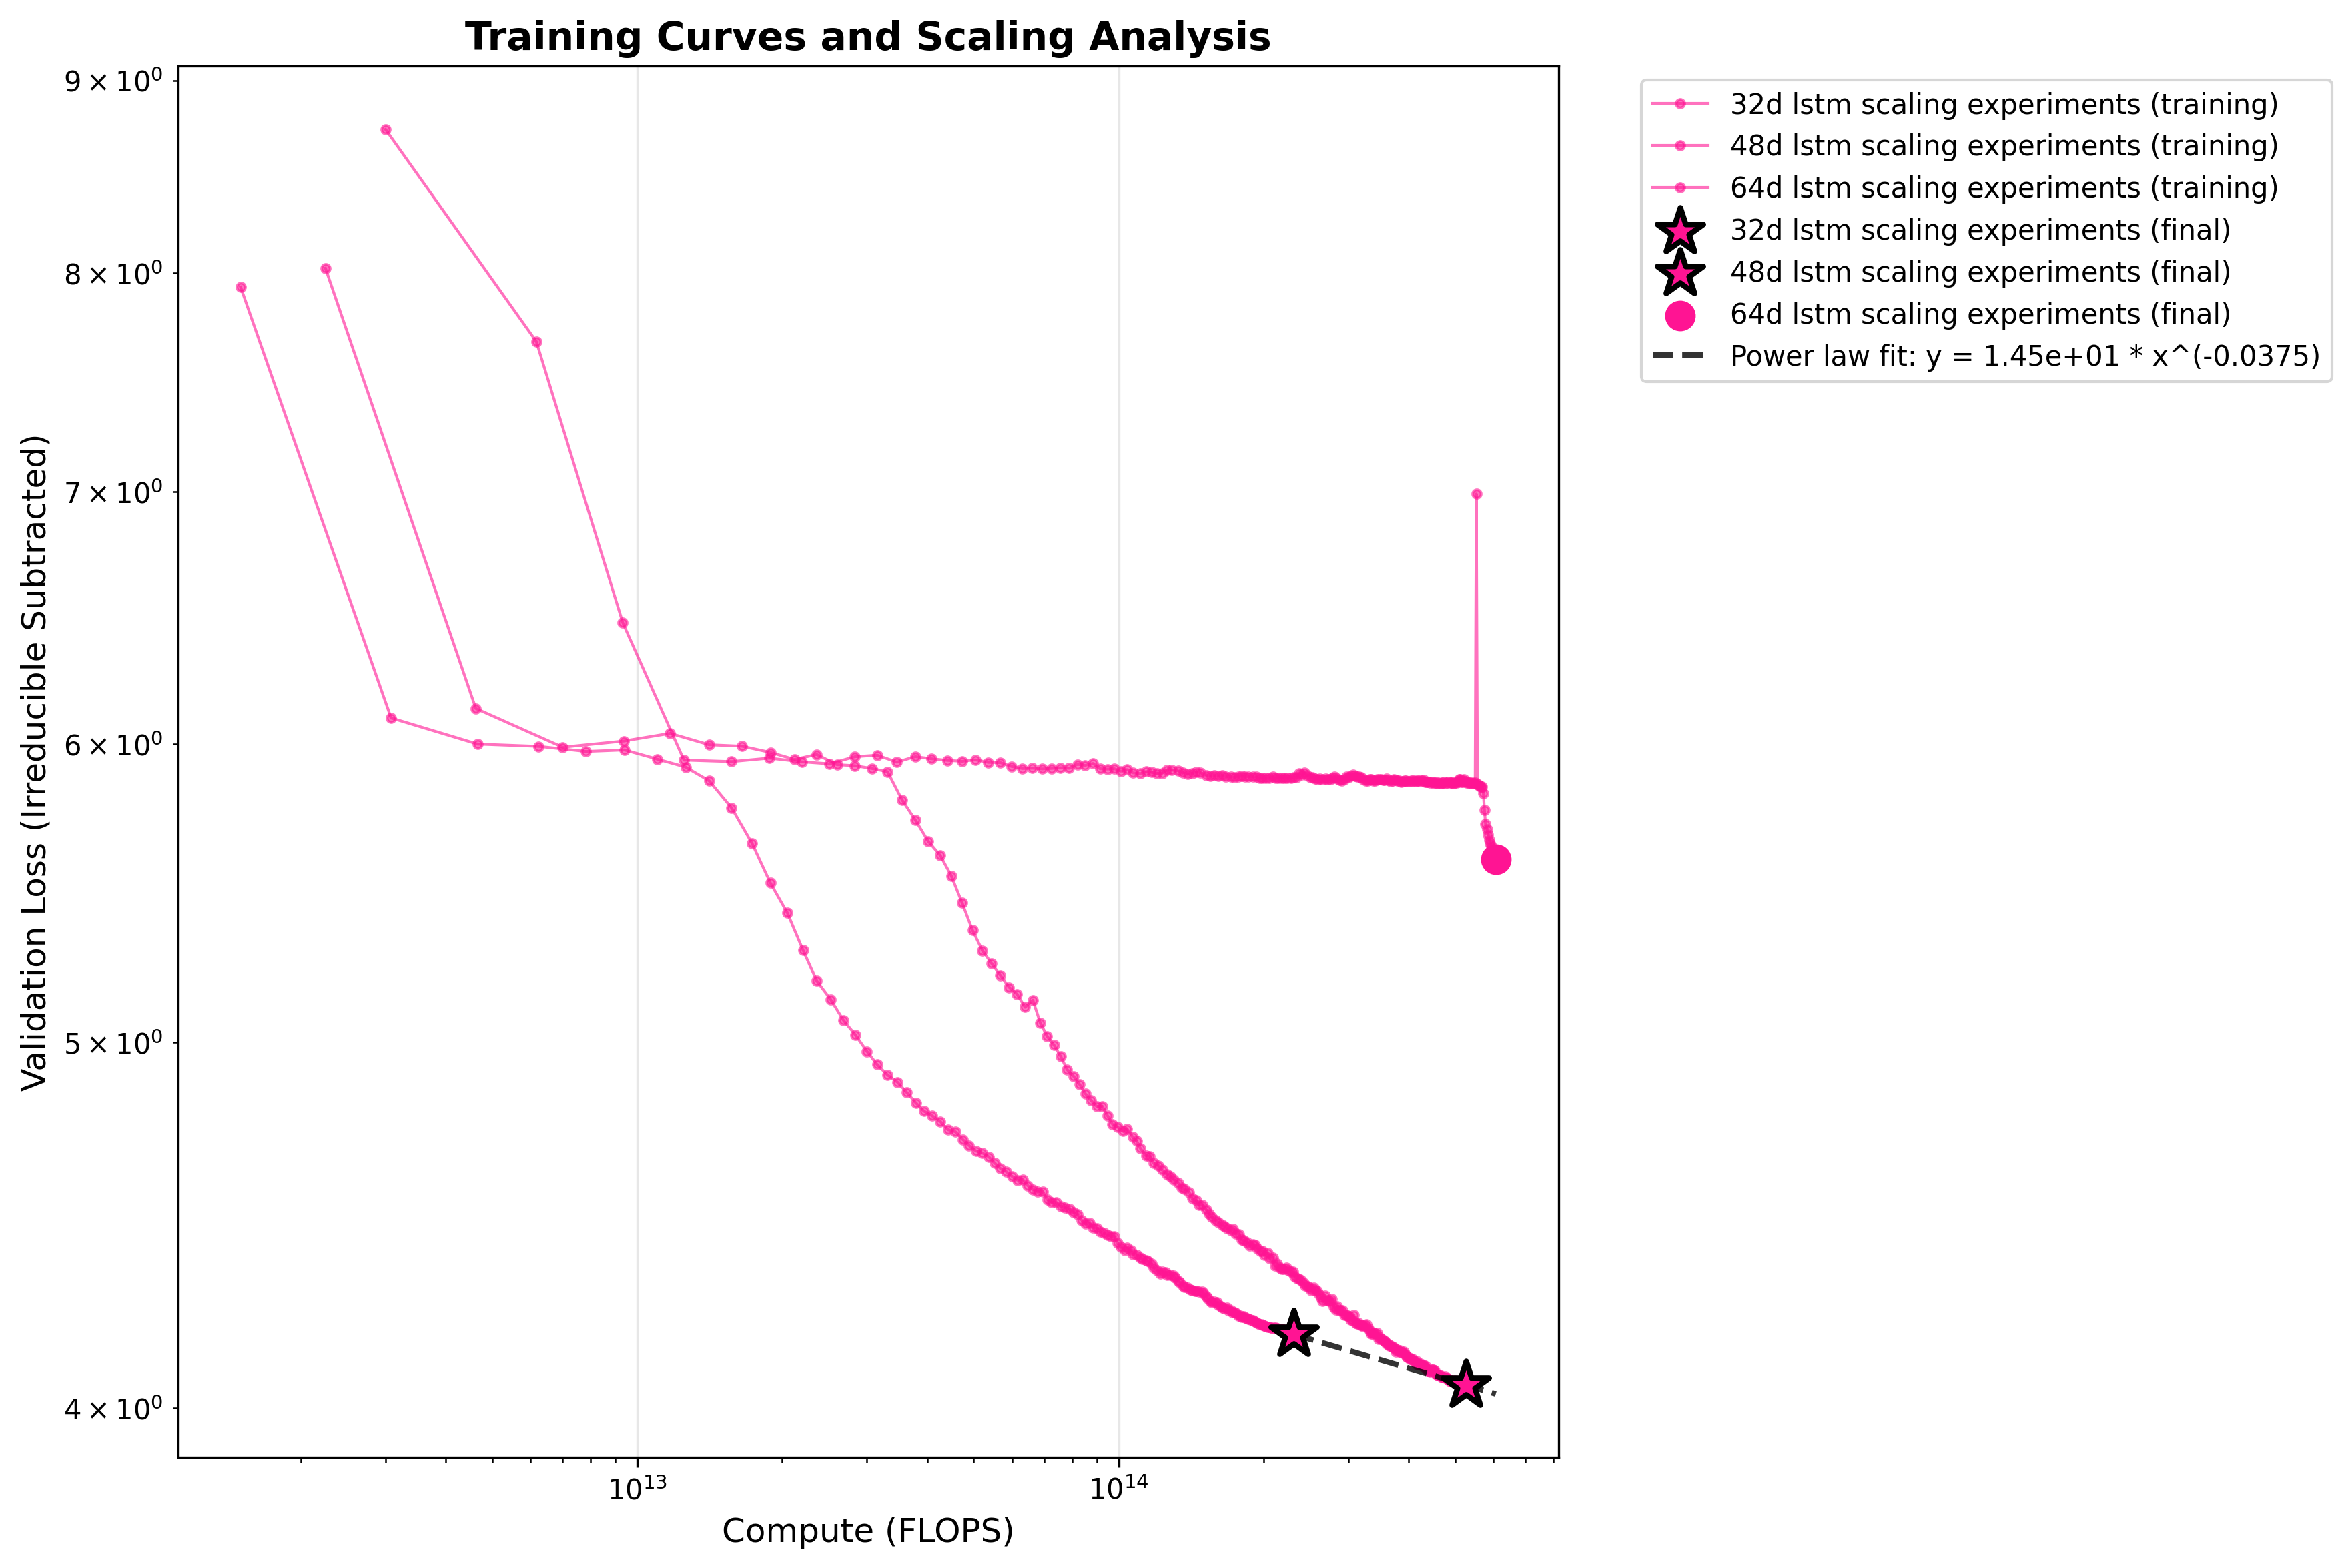 Training Curves and Scaling Analysis
9 × 10⁰
8 × 10⁰
7 × 10⁰
6 × 10⁰
5 × 10⁰
4 × 10⁰
Validation Loss (Irreducible Subtracted)
10¹³
10¹⁴
Compute (FLOPS)
32d lstm scaling experiments (training)
48d lstm scaling experiments (training)
64d lstm scaling experiments (training)
32d lstm scaling experiments (final)
48d lstm scaling experiments (final)
64d lstm scaling experiments (final)
Power law fit: y = 1.45e+01 * x^(-0.0375)